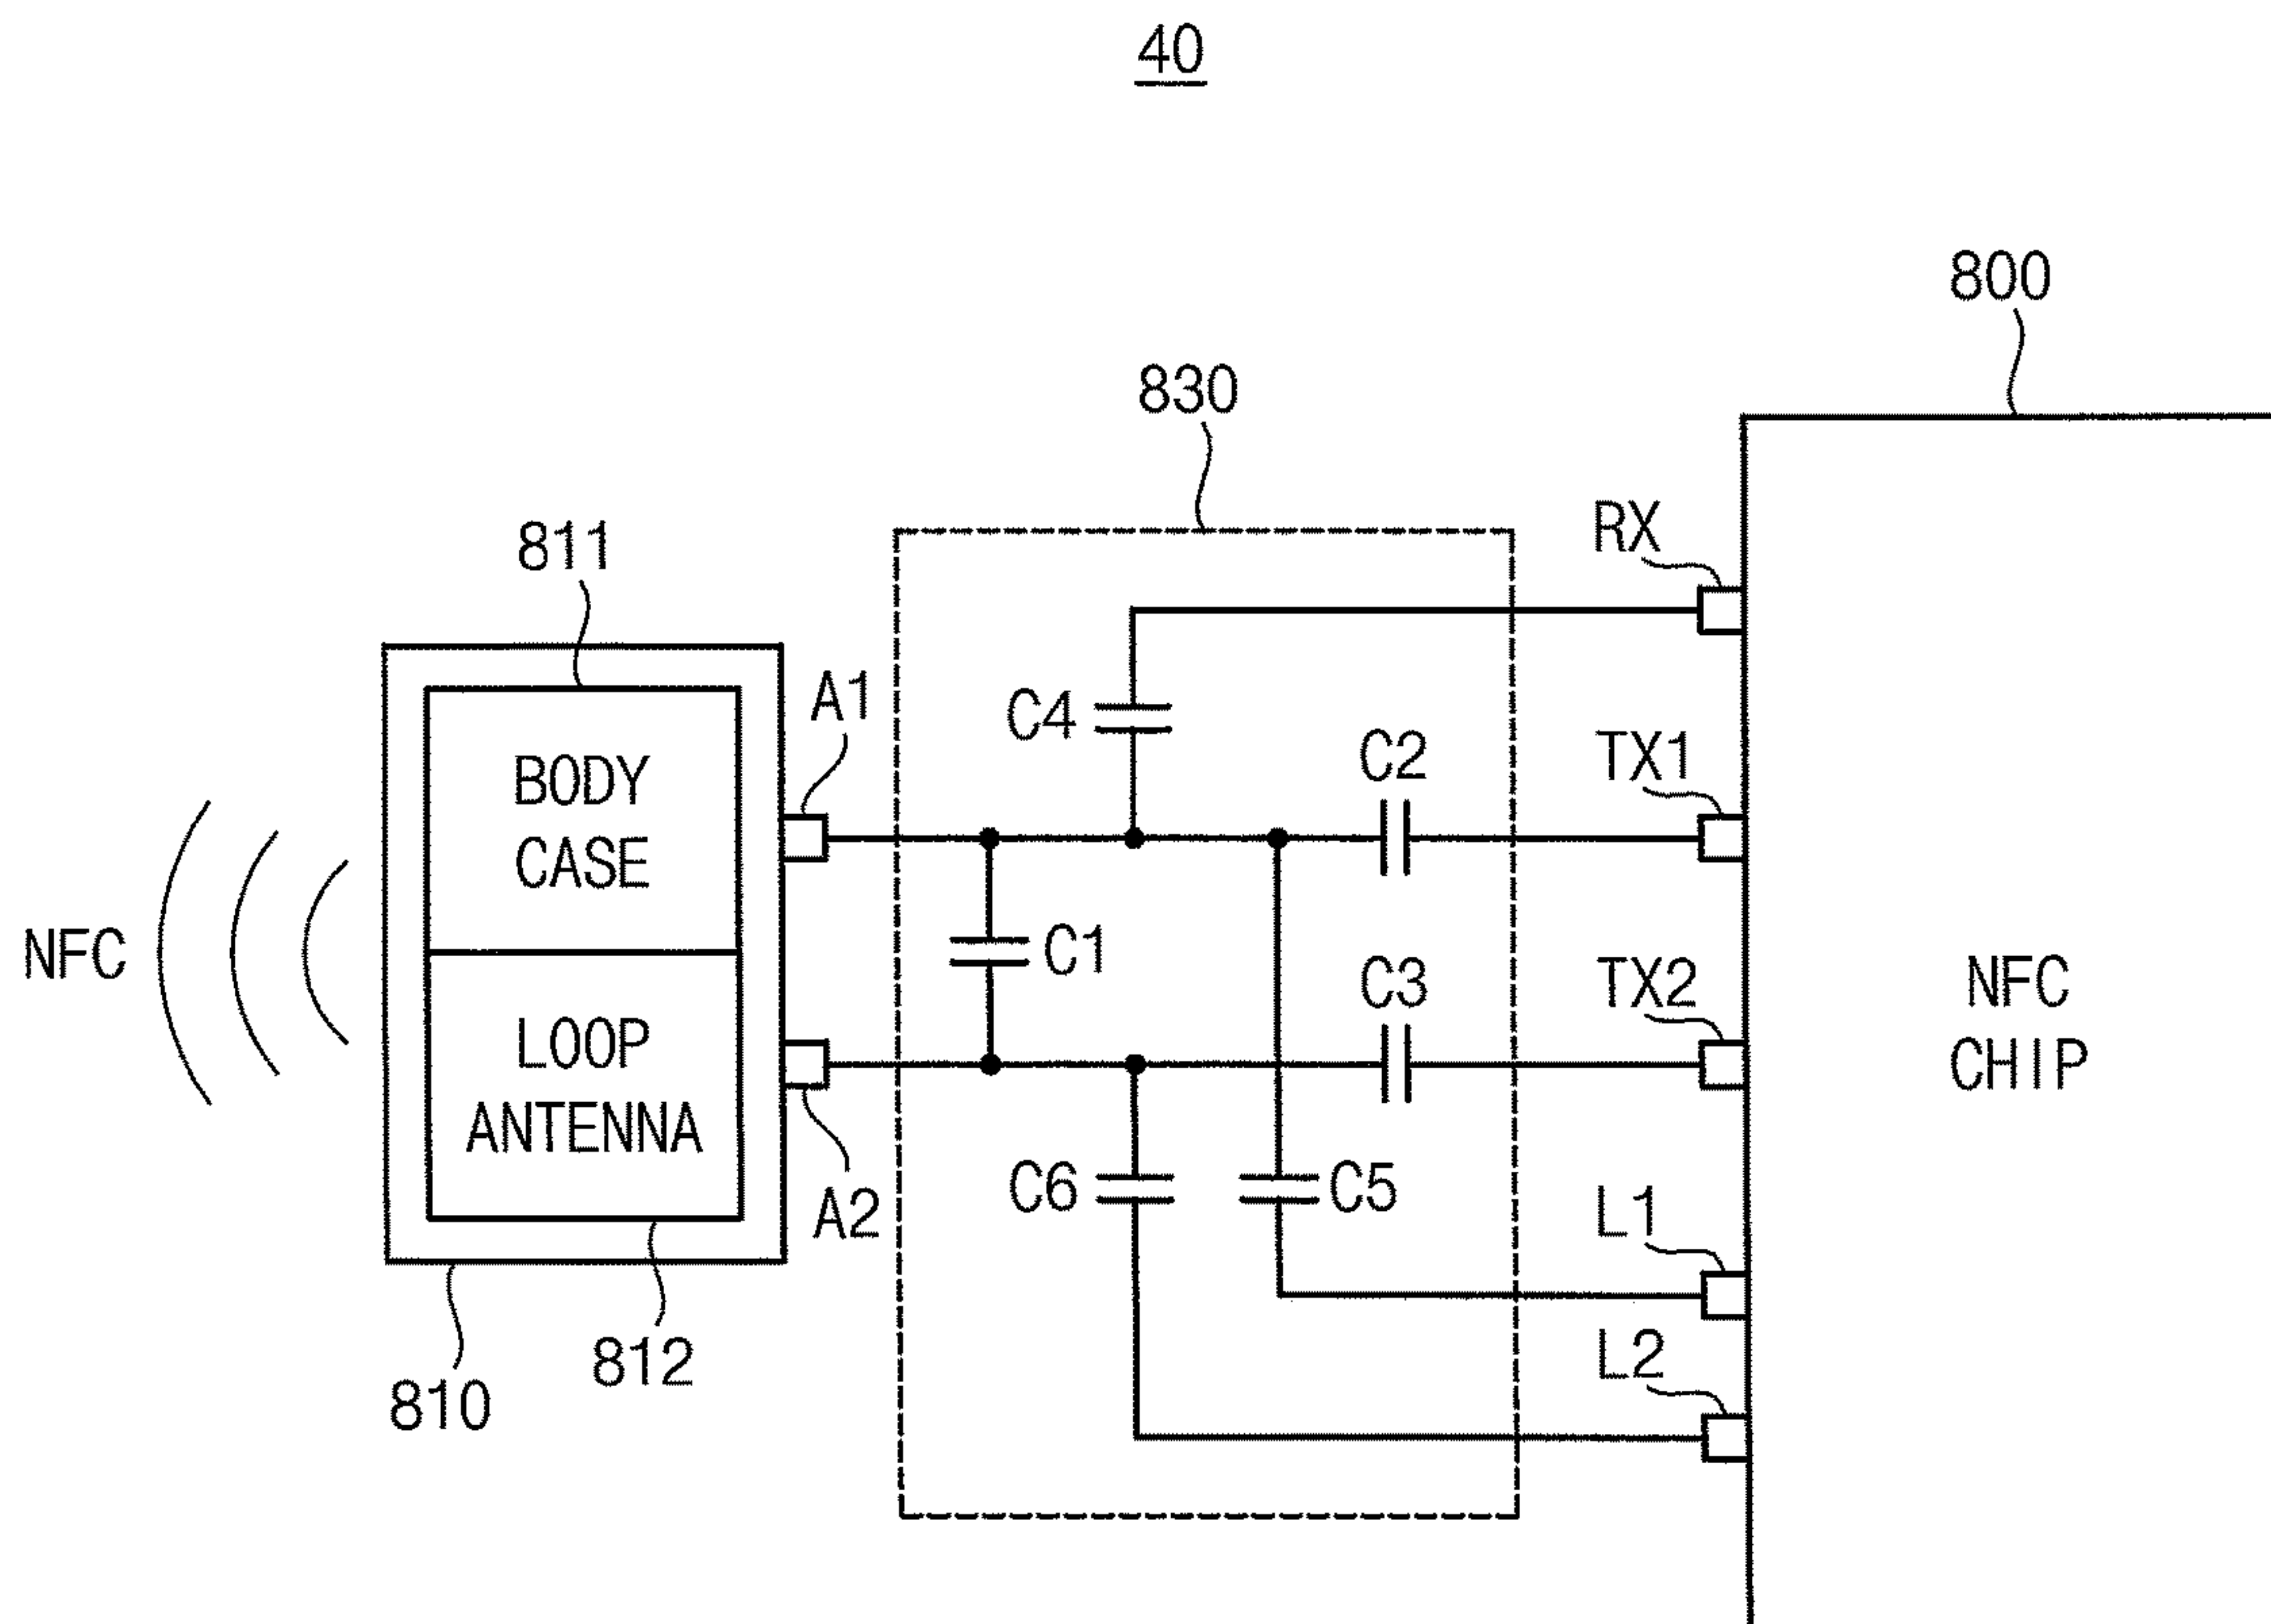 40
800
830
RX
811
A1
C4
C2
TX1
BODY
CASE
NFC
C1
C3
TX2
NFC
CHIP
LOOP
ANTENNA
A2
C6
C5
L1
L2
812
810